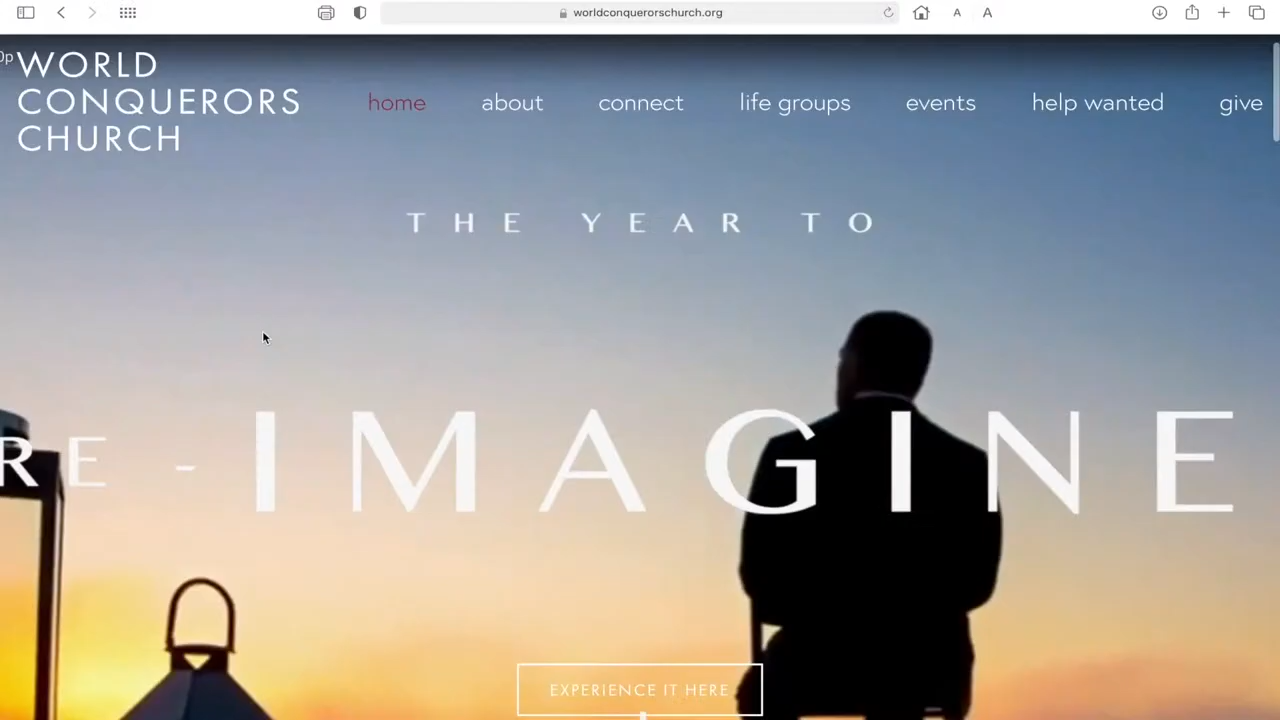 worldconquerorschurch.org
A A
0p
WORLD
CONQUERORS
CHURCH
home about connect life groups events help wanted give
THE YEAR TO
RE - IMAGINE
EXPERIENCE IT HERE